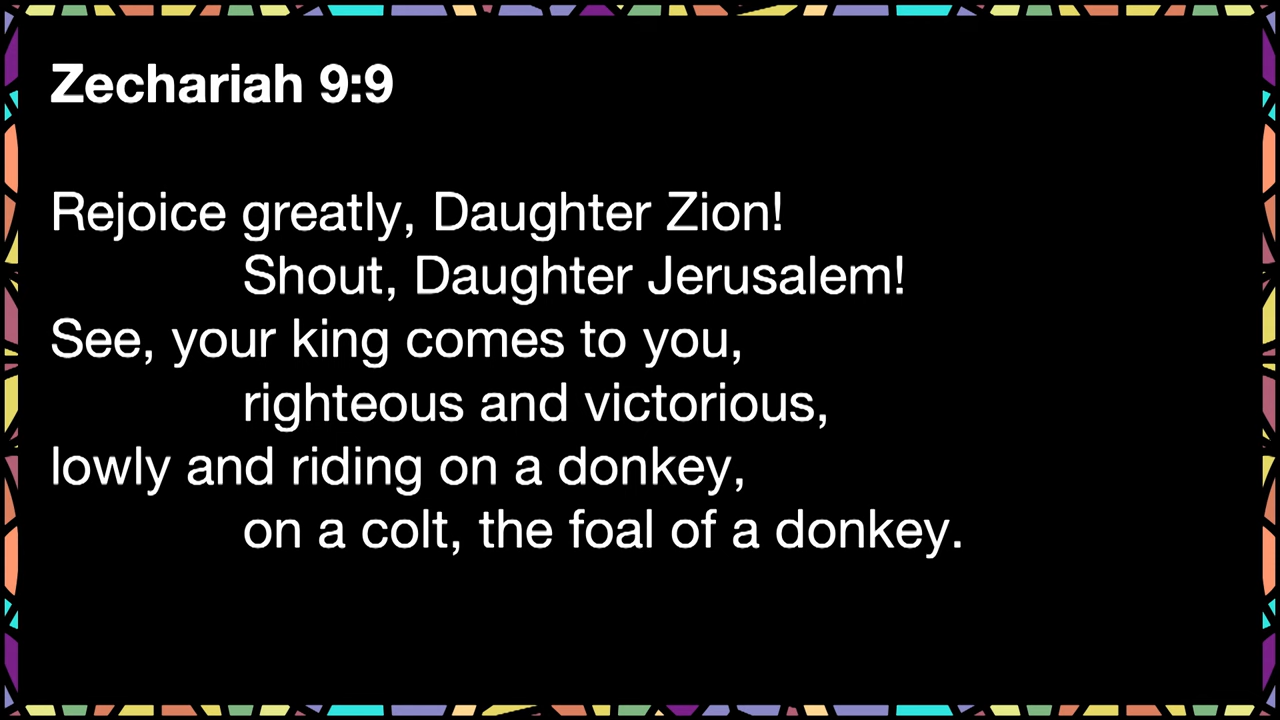 Zechariah 9:9
Rejoice greatly, Daughter Zion!
Shout, Daughter Jerusalem!
See, your king comes to you,
righteous and victorious,
lowly and riding on a donkey,
on a colt, the foal of a donkey.